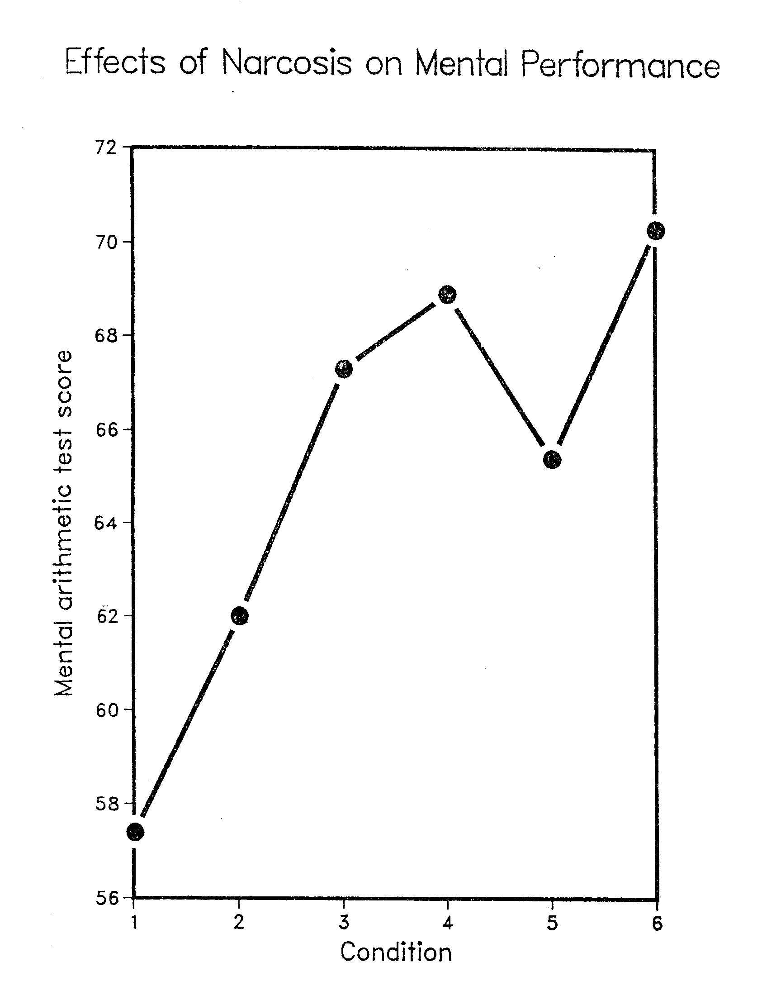 Effects of Narcosis on Mental Performance
72
70
68
66
64
62
60
58
56
Mental arithmetic test score
1 2 3 4 5 6
Condition